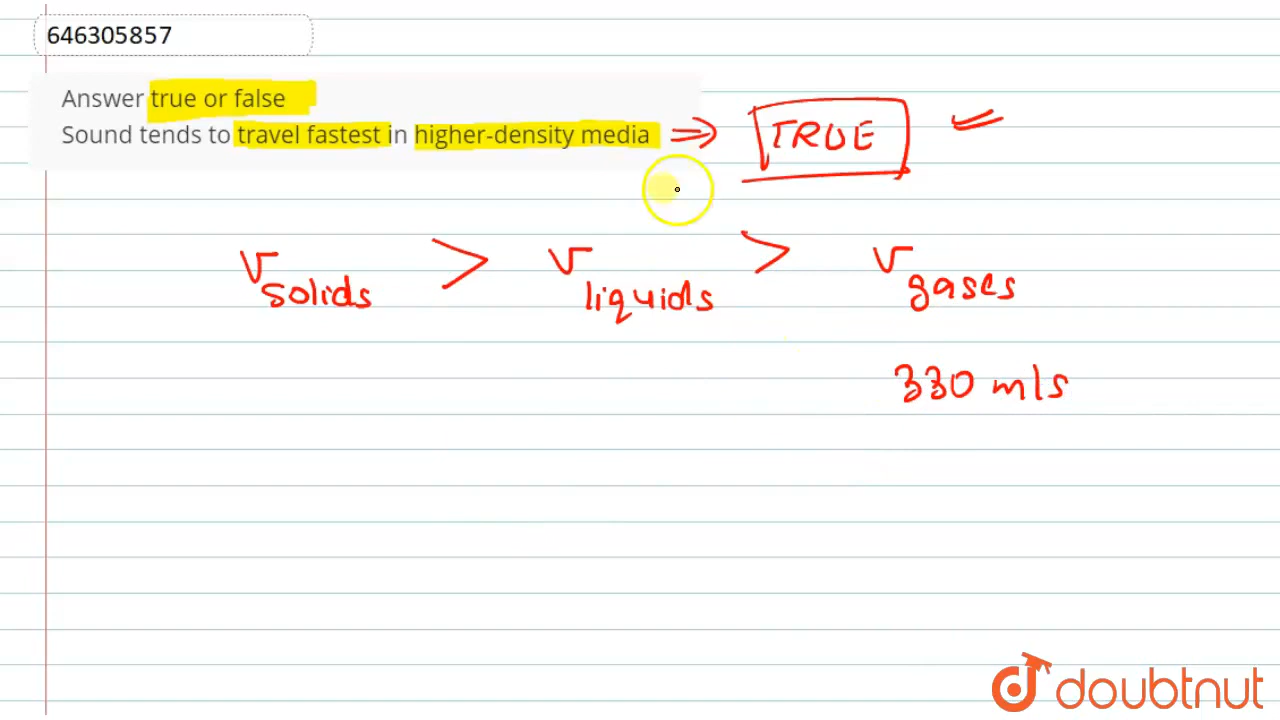 646305857
Answer true or false
Sound tends to travel fastest in higher-density media ⇒ TRUE
v solids > v liquids > v gases
330 m/s
doubtnut